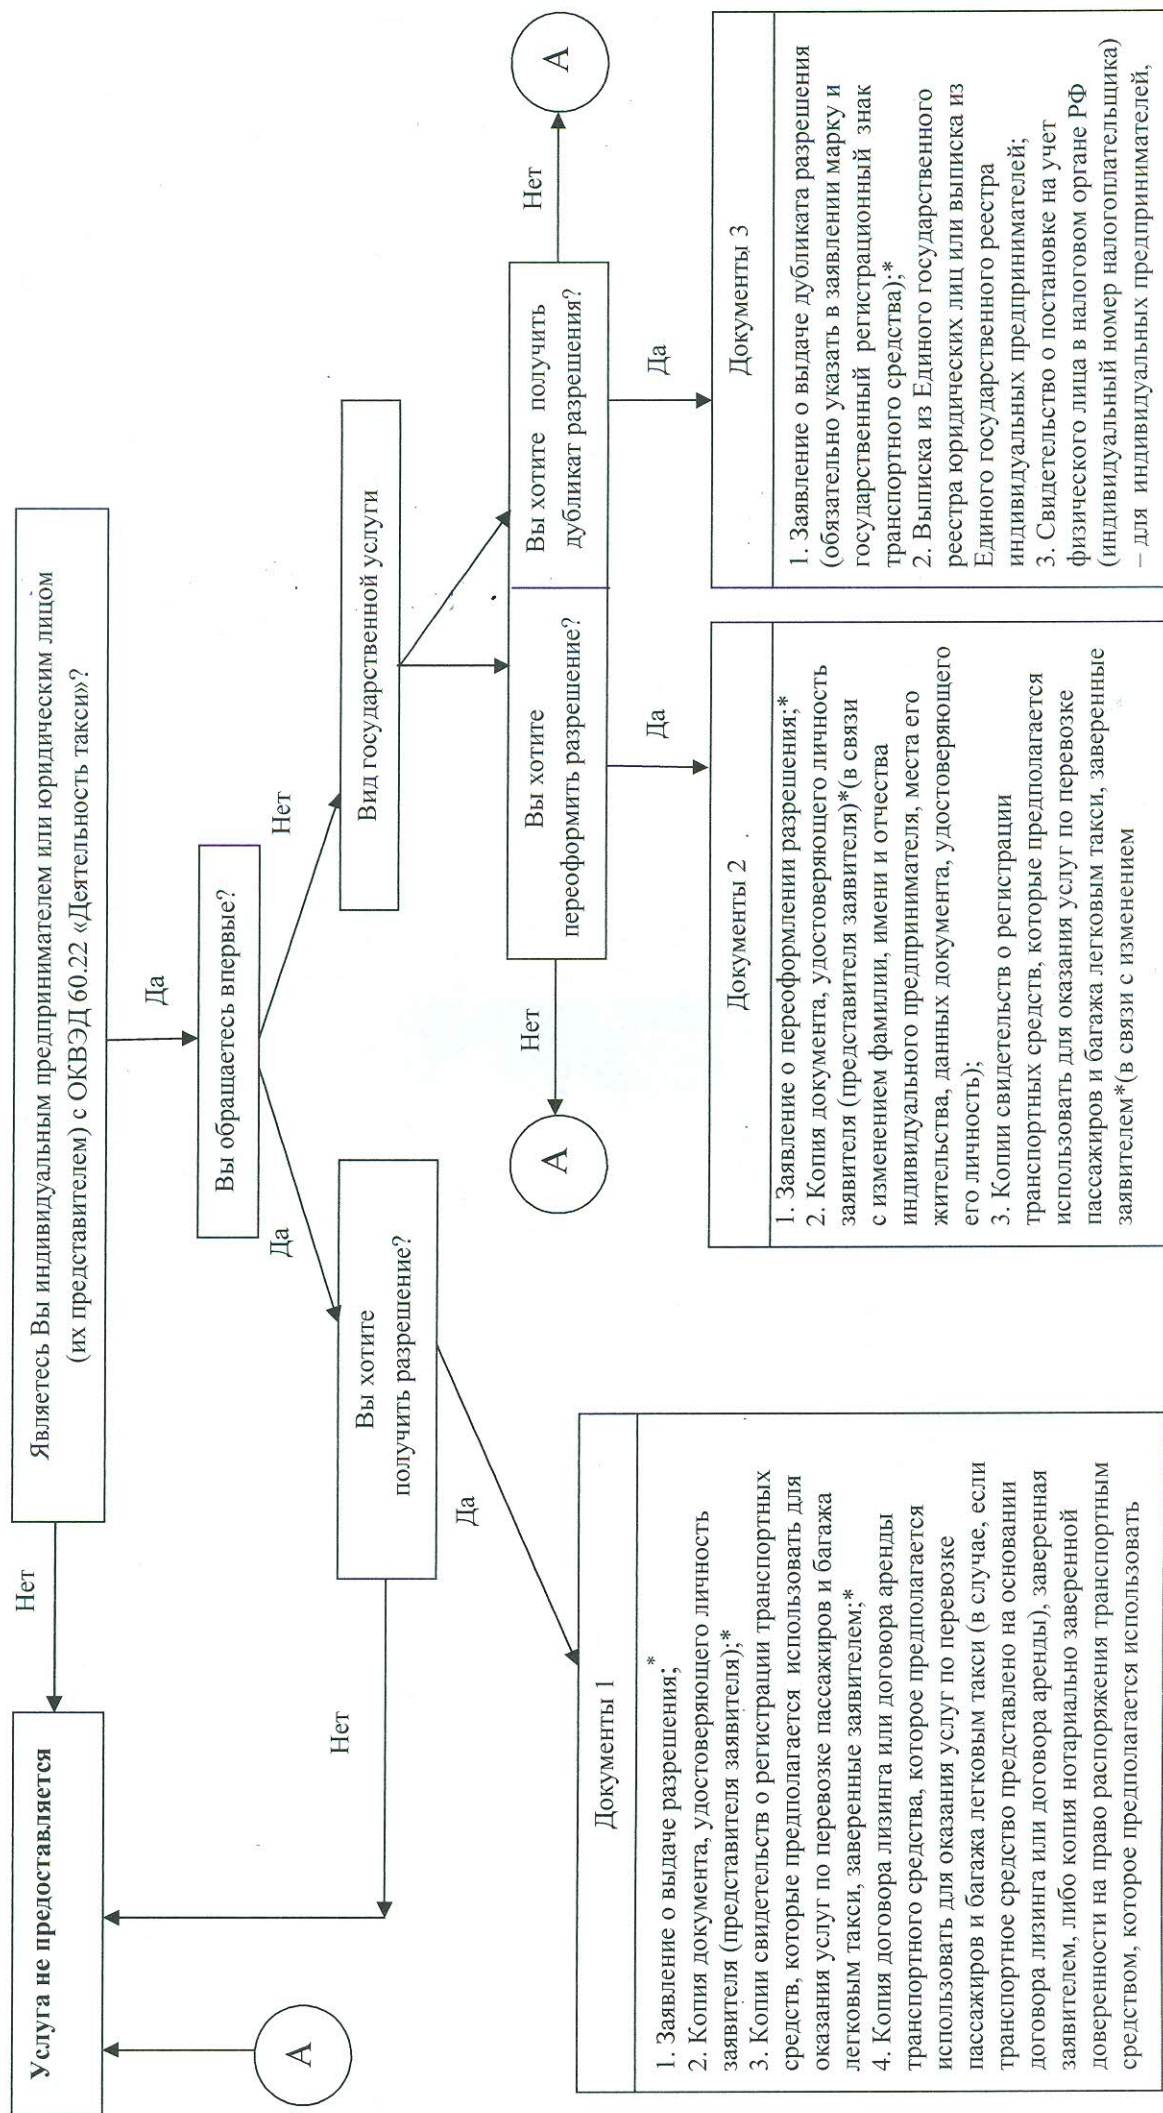 Являетесь Вы индивидуальным предпринимателем или юридическим лицом
(их представителем) с ОКВЭД 60.22 «Деятельность такси»?
Нет
Да
Услуга не предоставляется
А
Вы обращаетесь впервые?
Да
Нет
Вы хотите
получить разрешение?
Нет
Да
Вид государственной услуги
Вы хотите
переоформить разрешение?
Вы хотите получить
дубликат разрешения?
Нет
А
Нет
А
Да
Да
Документы 1
1. Заявление о выдаче разрешения;*
2. Копия документа, удостоверяющего личность
заявителя (представителя заявителя);*
3. Копии свидетельств о регистрации транспортных
средств, которые предполагается использовать для
оказания услуг по перевозке пассажиров и багажа
легковым такси, заверенные заявителем;*
4. Копия договора лизинга или договора аренды
транспортного средства, которое предполагается
использовать для оказания услуг по перевозке
пассажиров и багажа легковым такси (в случае, если
транспортное средство представлено на основании
договора лизинга или договора аренды), заверенная
заявителем, либо копия нотариально заверенной
доверенности на право распоряжения транспортным
средством, которое предполагается использовать
Документы 2
1. Заявление о переоформлении разрешения;*
2. Копия документа, удостоверяющего личность
заявителя (представителя заявителя)*(в связи
с изменением фамилии, имени и отчества
индивидуального предпринимателя, места его
жительства, данных документа, удостоверяющего
его личность);
3. Копии свидетельств о регистрации
транспортных средств, которые предполагается
использовать для оказания услуг по перевозке
пассажиров и багажа легковым такси, заверенные
заявителем*(в связи с изменением
Документы 3
1. Заявление о выдаче дубликата разрешения
(обязательно указать в заявлении марку и
государственный регистрационный знак
транспортного средства);*
2. Выписка из Единого государственного
реестра юридических лиц или выписка из
Единого государственного реестра
индивидуальных предпринимателей;
3. Свидетельство о постановке на учет
физического лица в налоговом органе РФ
(индивидуальный номер налогоплательщика)
– для индивидуальных предпринимателей,